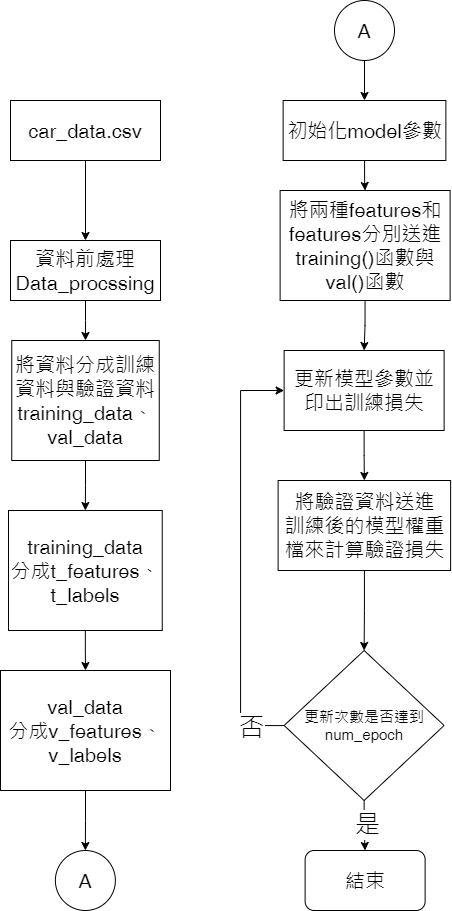 car_data.csv
資料前處理
Data_procssing
將資料分成訓練
資料與驗證資料
training_data、
val_data
training_data
分成t_features、
t_labels
val_data
分成v_features、
v_labels
A
A
初始化model參數
將兩種features和
features分別送進
training()函數與
val()函數
更新模型參數並
印出訓練損失
將驗證資料送進
訓練後的模型權重
檔來計算驗證損失
更新次數是否達到
num_epoch
否
是
結束